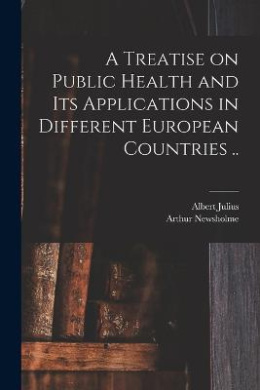 A Treatise on
Public Health and
Its Applications in
Different European
Countries ..
Albert Julius
Arthur Newsholme